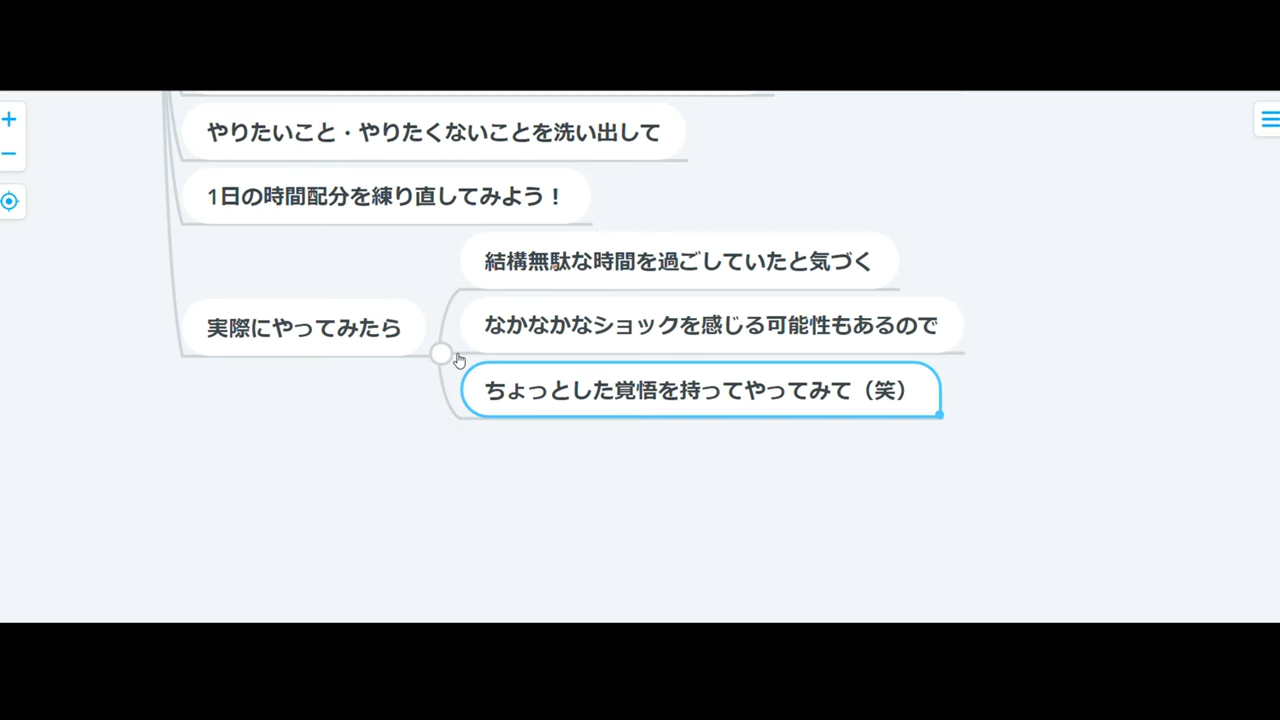 やりたいこと・やりたくないことを洗い出して
1日の時間配分を練り直してみよう！
結構無駄な時間を過ごしていたと気づく
実際にやってみたら
なかなかなショックを感じる可能性もあるので
ちょっとした覚悟を持ってやってみて（笑）